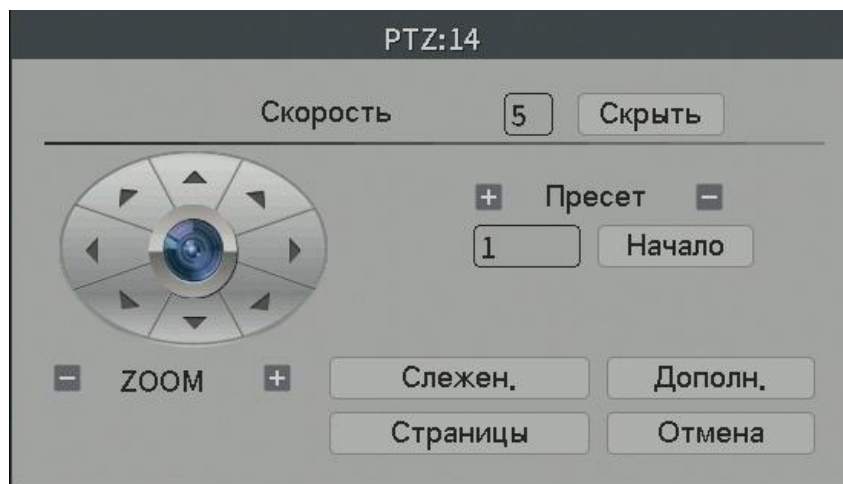 PTZ:14
Скорость 5 Скрыть
+ Пресет -
1 Начало
- ZOOM + Слежен. Дополн.
Страницы Отмена